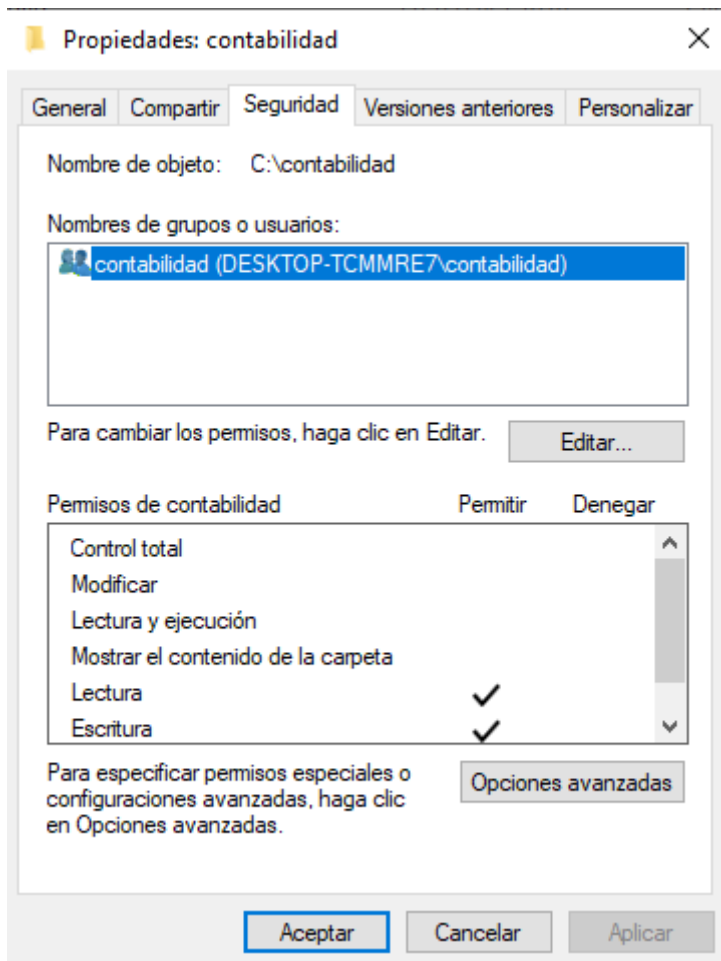 Propiedades: contabilidad
General Compartir Seguridad Versiones anteriores Personalizar
Nombre de objeto: C:\contabilidad
Nombres de grupos o usuarios:
contabilidad (DESKTOP-TCMMRE7\contabilidad)
Para cambiar los permisos, haga clic en Editar. Editar...
Permisos de contabilidad Permitir Denegar
Control total
Modificar
Lectura y ejecución
Mostrar el contenido de la carpeta
Lectura
Escritura
Para especificar permisos especiales o
configuraciones avanzadas, haga clic
en Opciones avanzadas.
Opciones avanzadas
Aceptar Cancelar Aplicar